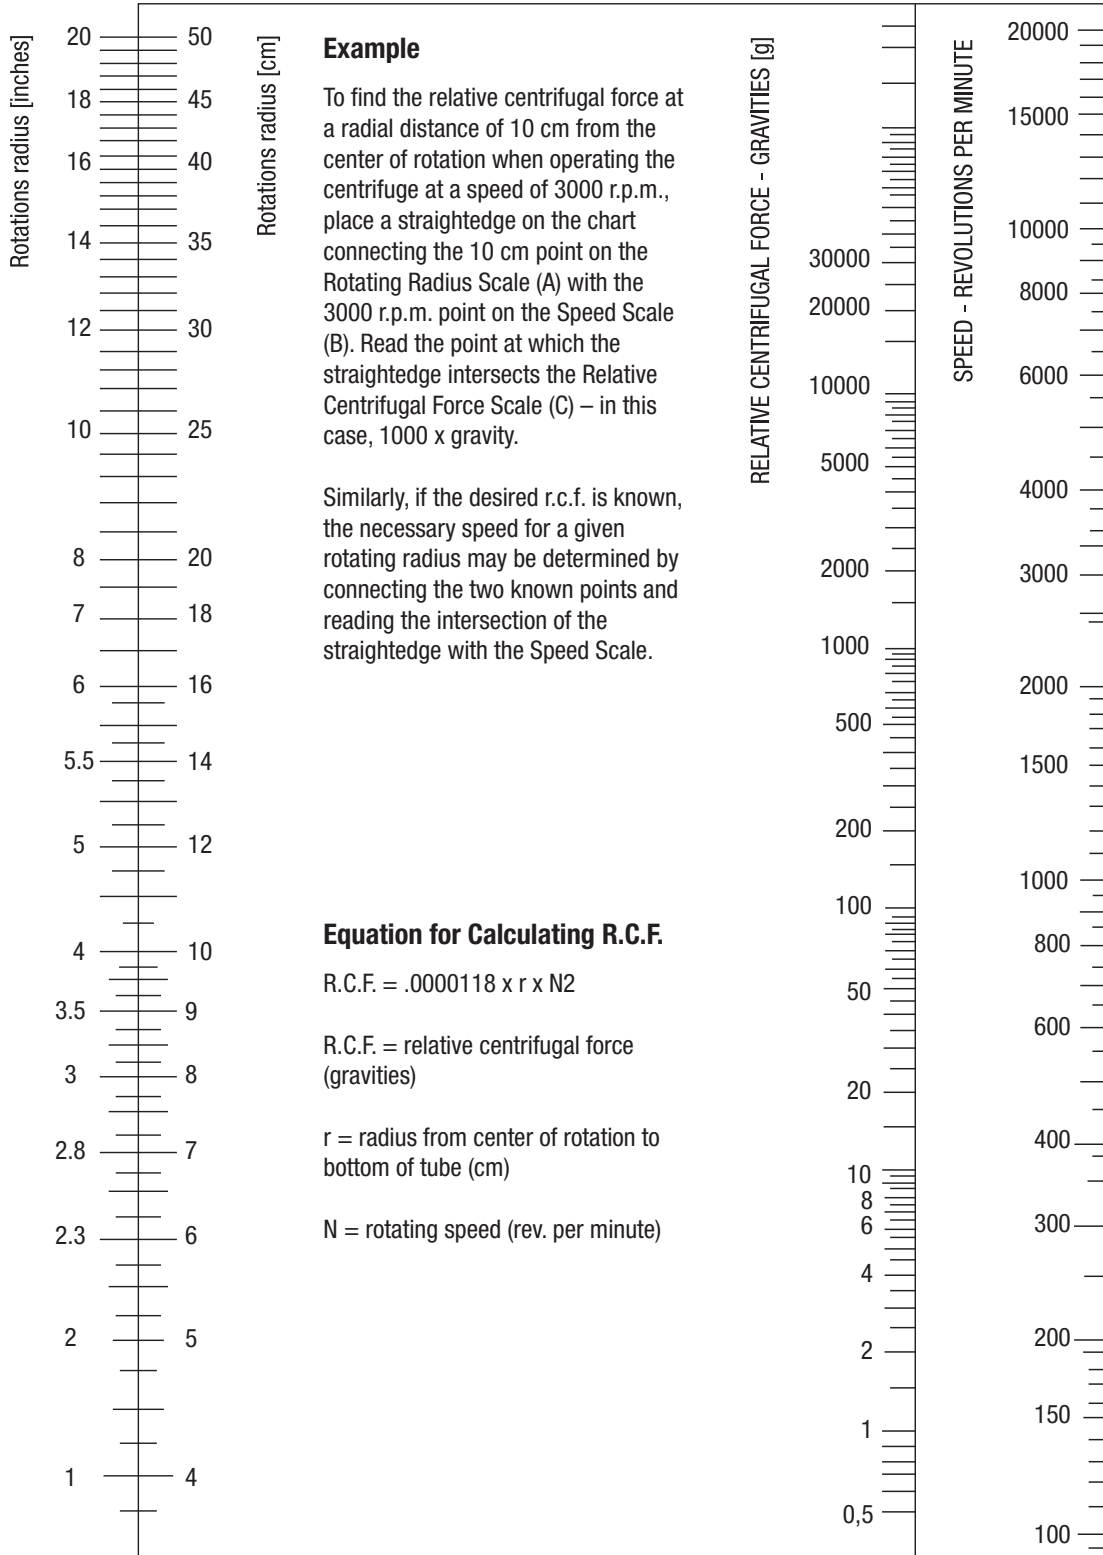 Rotations radius [inches]
20
18
16
14
12
10
8
7
6
5.5
5
4
3.5
3
2.8
2.3
2
1
50
45
40
35
30
25
20
18
16
14
12
10
9
8
7
6
5
4
Rotations radius [cm]
Example
To find the relative centrifugal force at
a radial distance of 10 cm from the
center of rotation when operating the
centrifuge at a speed of 3000 r.p.m.,
place a straightedge on the chart
connecting the 10 cm point on the
Rotating Radius Scale (A) with the
3000 r.p.m. point on the Speed Scale
(B). Read the point at which the
straightedge intersects the Relative
Centrifugal Force Scale (C) – in this
case, 1000 x gravity.
Similarly, if the desired r.c.f. is known,
the necessary speed for a given
rotating radius may be determined by
connecting the two known points and
reading the intersection of the
straightedge with the Speed Scale.
Equation for Calculating R.C.F.
R.C.F. = .0000118 x r x N2
R.C.F. = relative centrifugal force
(gravities)
r = radius from center of rotation to
bottom of tube (cm)
N = rotating speed (rev. per minute)
RELATIVE CENTRIFUGAL FORCE - GRAVITIES [g]
30000
20000
10000
5000
2000
1000
500
200
100
50
20
10
8
6
4
2
1
0,5
SPEED - REVOLUTIONS PER MINUTE
20000
15000
10000
8000
6000
4000
3000
2000
1500
1000
800
600
400
300
200
150
100